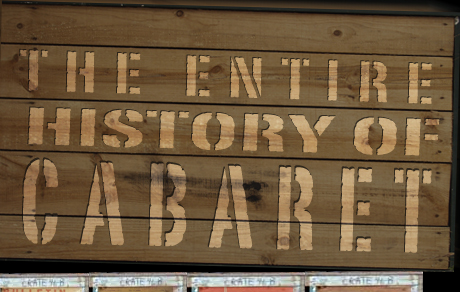 THE ENTIRE
HISTORY OF
CABARET